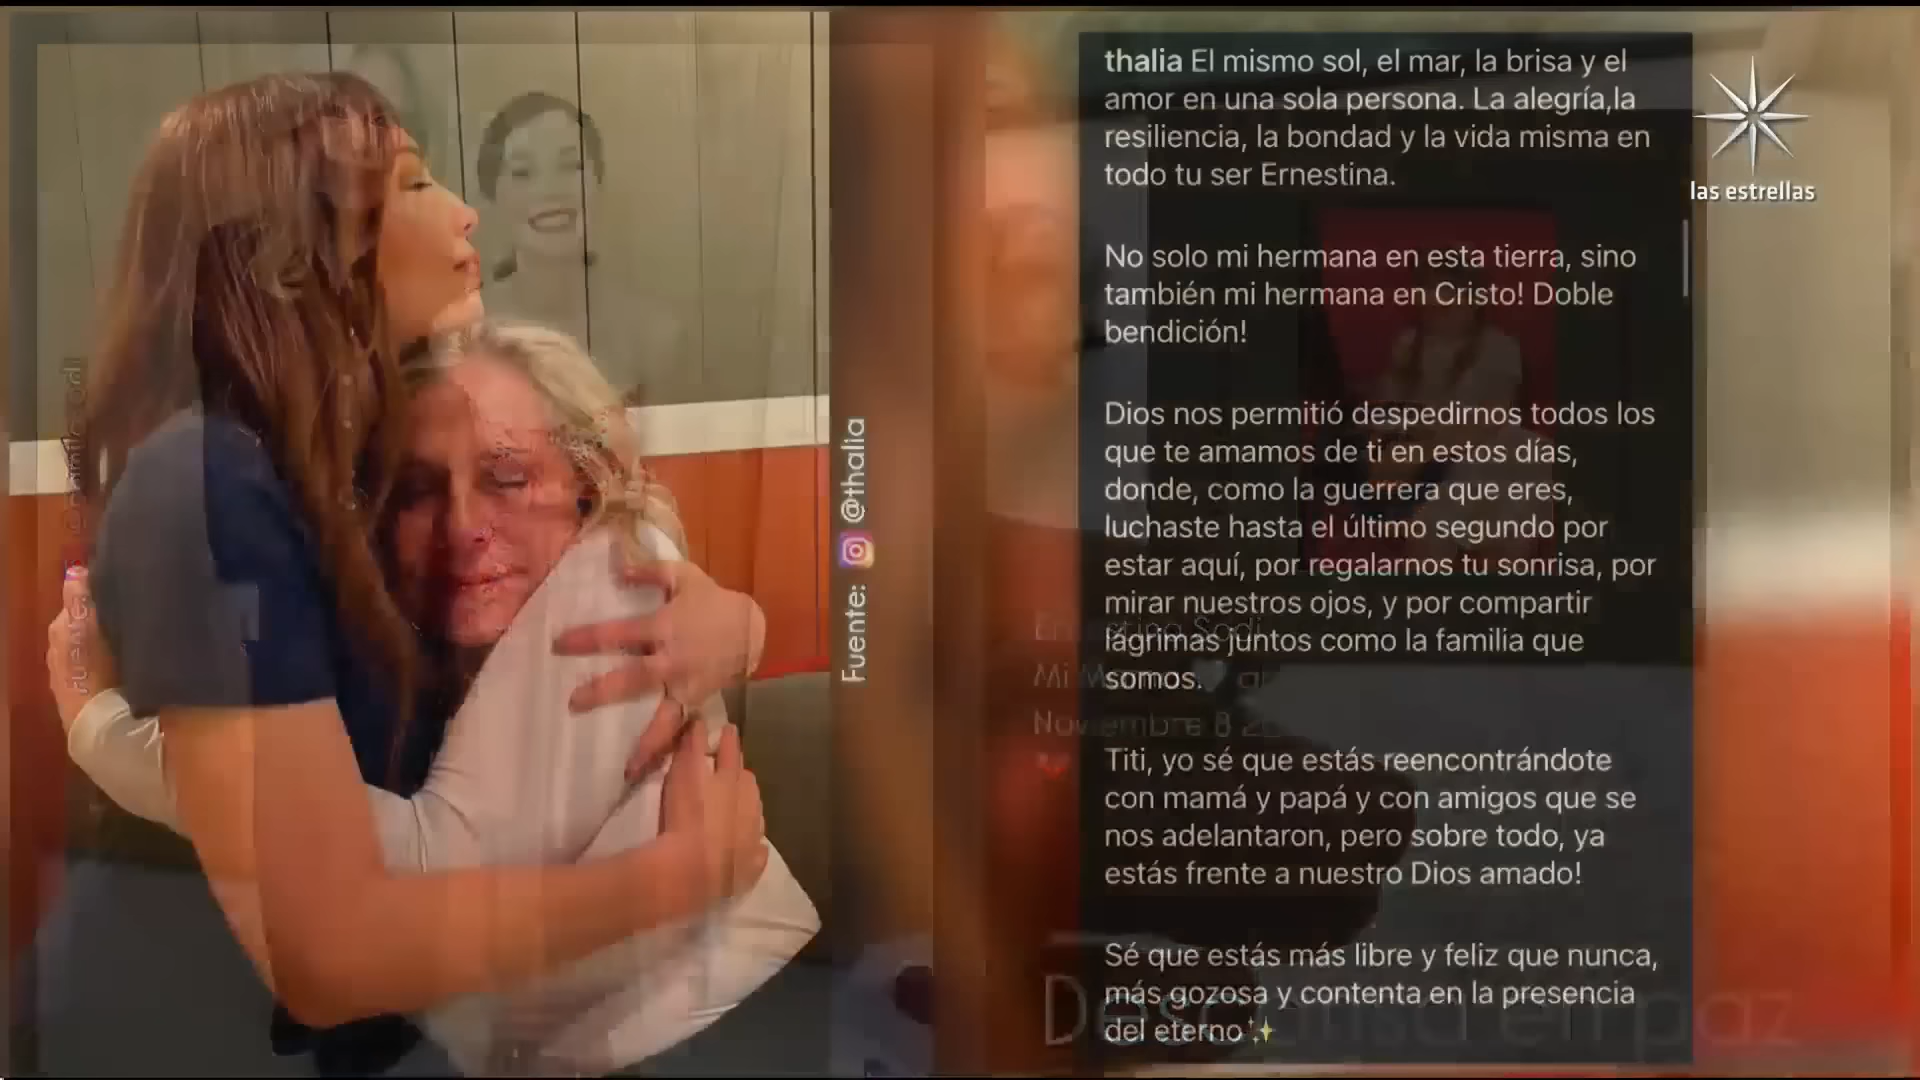 thalia El mismo sol, el mar, la brisa y el
amor en una sola persona. La alegría,la
resiliencia, la bondad y la vida misma en
todo tu ser Ernestina.
No solo mi hermana en esta tierra, sino
también mi hermana en Cristo! Doble
bendición!
Dios nos permitió despedirnos todos los
que te amamos de ti en estos días,
donde, como la guerrera que eres,
luchaste hasta el último segundo por
estar aquí, por regalarnos tu sonrisa, por
mirar nuestros ojos, y por compartir
lágrimas juntos como la familia que
somos.
Titi, yo sé que estás reencontrándote
con mamá y papá y con amigos que se
nos adelantaron, pero sobre todo, ya
estás frente a nuestro Dios amado!
Sé que estás más libre y feliz que nunca,
más gozosa y contenta en la presencia
del eterno✨
las estrellas
Fuente: @thalia
Noviembre 8
Descansa en paz